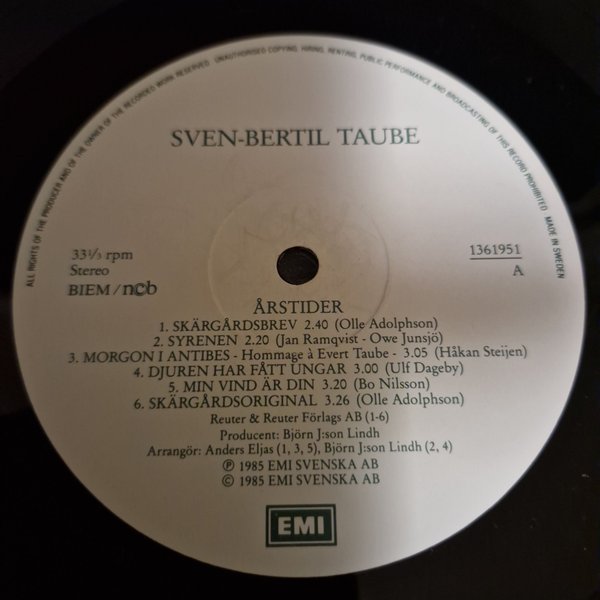 ALL RIGHTS OF THE PRODUCER AND OF THE OWNER OF THE RECORDED WORK RESERVED UNAUTHORISED COPYING, HIRING, RENTING, PUBLIC PERFORMANCE AND BROADCASTING OF THIS RECORD PROHIBITED MADE IN SWEDEN
SVEN-BERTIL TAUBE
33⅓ rpm
Stereo
BIEM/ncb
1361951
A
ÅRSTIDER
1. SKÄRGÅRDSBREV 2.40 (Olle Adolphson)
2. SYRENEN 2.20 (Jan Ramqvist - Owe Junsjö)
3. MORGON I ANTIBES - Hommage à Evert Taube - 3.05 (Håkan Steijen)
4. DJUREN HAR FÅTT UNGAR 3.00 (Ulf Dageby)
5. MIN VIND ÄR DIN 3.20 (Bo Nilsson)
6. SKÄRGÅRDSORIGINAL 3.26 (Olle Adolphson)
Reuter & Reuter Förlags AB (1-6)
Producent: Björn J:son Lindh
Arrangör: Anders Eljas (1, 3, 5), Björn J:son Lindh (2, 4)
℗ 1985 EMI SVENSKA AB
© 1985 EMI SVENSKA AB
EMI